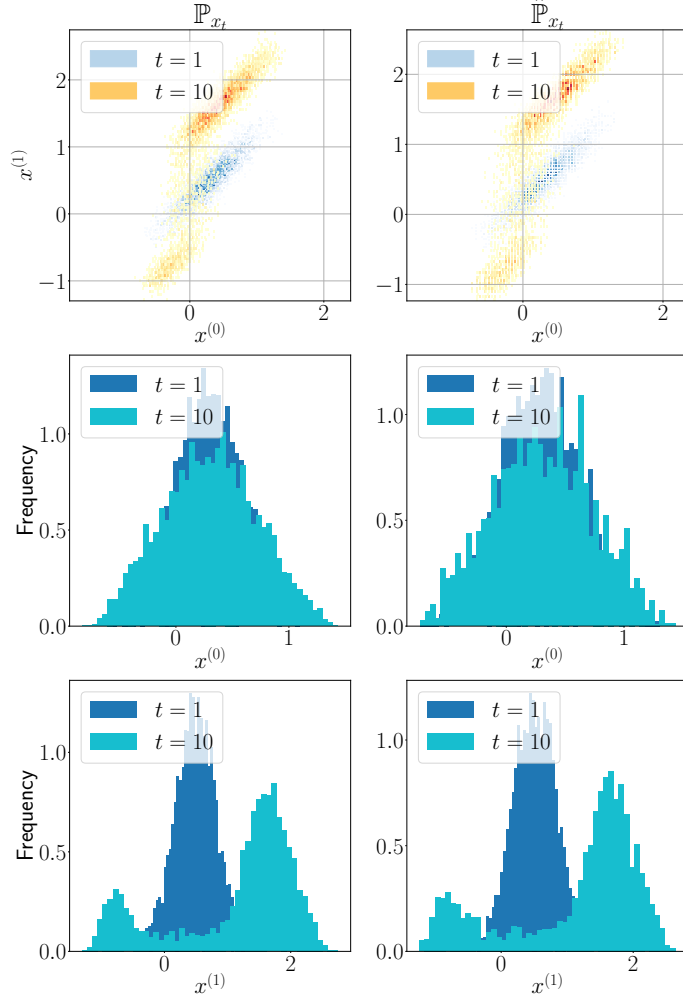 ℙ_{x_t}
ℙ̂_{x_t}
t = 1
t = 10
t = 1
t = 10
x^{(1)}
2
1
0
−1
2
1
0
−1
0
2
0
2
x^{(0)}
x^{(0)}
t = 1
t = 10
t = 1
t = 10
Frequency
1.0
0.5
0.0
1.0
0.5
0.0
0
1
0
1
x^{(0)}
x^{(0)}
t = 1
t = 10
t = 1
t = 10
Frequency
1.0
0.5
0.0
1.0
0.5
0.0
0
2
0
2
x^{(1)}
x^{(1)}